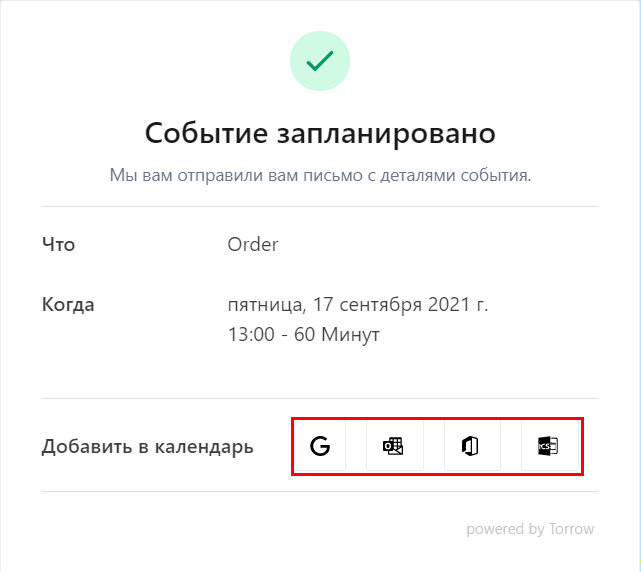 Событие запланировано
Мы вам отправили вам письмо с деталями события.
Что Order
Когда пятница, 17 сентября 2021 г.
13:00 - 60 Минут
Добавить в календарь G ICS
powered by Torrow